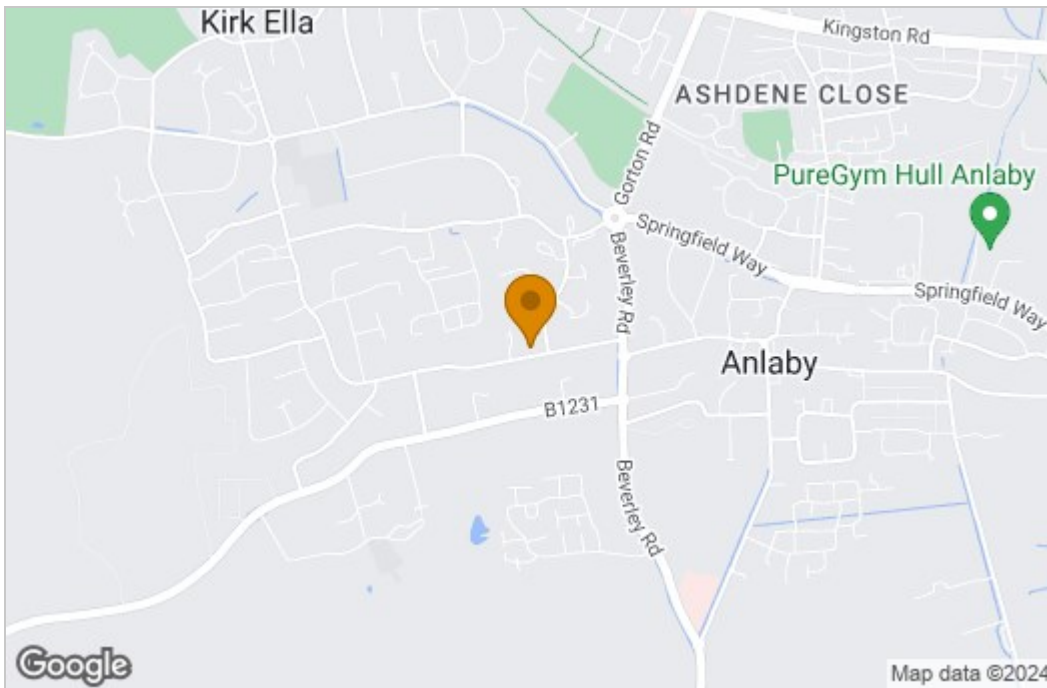 Kirk Ella
Kingston Rd
ASHDENE CLOSE
Gorton Rd
PureGym Hull Anlaby
Springfield Way
Beverley Rd
Springfield Way
Anlaby
B1231
Beverley Rd
Google
Map data ©2024